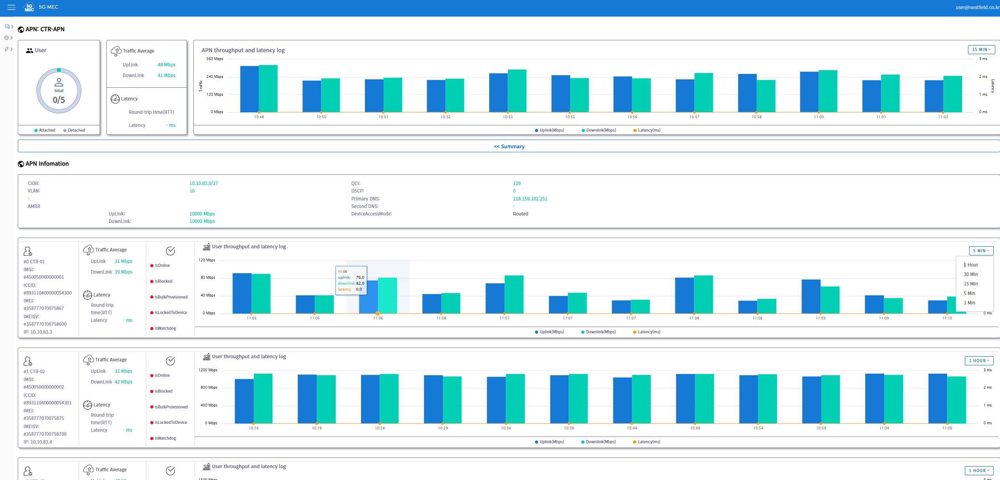 5G MEC
5G MEC
user@nestfield.co.kr
APN: CTR-APN
User
total
0/5
Attached
Detached
Traffic Average
UpLink 48 Mbps
DownLink 41 Mbps
Latency
Round-trip time(RTT)
Latency - ms
APN throughput and latency log
15 MIN
360 Mbps
240 Mbps
120 Mbps
0 Mbps
Traffic
3 ms
2 ms
1 ms
0 ms
Latency
10:48 10:50 10:51 10:52 10:53 10:55 10:56 10:57 10:58 11:00 11:01 11:02
Uplink(Mbps) Downlink(Mbps) Latency(ms)
<< Summary
APN Infomation
CIDR: 10.10.83.0/27
VLAN: 10
-
AMBR
UpLink: 10000 Mbps
DownLink: 10000 Mbps
QCI: 129
DSCP: 0
Primary DNS: 218.159.102.251
Second DNS: -
DeviceAccessMode: Routed
#0 CTR-01
IMSI:
#450050000000001
ICCID:
#893110400000054300
IMEI:
#358777070075867
IMEISV:
#3587770700758600
IP: 10.10.83.3
Traffic Average
UpLink 31 Mbps
DownLink 39 Mbps
Latency
Round-trip
time(RTT)
Latency - ms
IsOnline
IsBlocked
IsBulkProvisioned
IsLockedToDevice
IsWatchdog
User throughput and latency log
5 MIN
1 Hour
30 Min
15 Min
5 Min
1 Min
120 Mbps
80 Mbps
40 Mbps
0 Mbps
11:06
uplink: 76.0
downlink: 82.0
latency: 0.0
0 ms
11:05 11:05 11:06 11:06 11:07 11:07 11:07 11:08 11:08 11:09 11:09 11:10
Uplink(Mbps) Downlink(Mbps) Latency(ms)
#1 CTR-02
IMSI:
#450050000000002
ICCID:
#893110400000054301
IMEI:
#358777070075875
IMEISV:
#3587770700758700
IP: 10.10.83.4
Traffic Average
UpLink 32 Mbps
DownLink 42 Mbps
Latency
Round-trip
time(RTT)
Latency - ms
IsOnline
IsBlocked
IsBulkProvisioned
IsLockedToDevice
IsWatchdog
User throughput and latency log
1 HOUR
1200 Mbps
800 Mbps
400 Mbps
0 Mbps
3 ms
2 ms
1 ms
0 ms
10:14 10:19 10:24 10:29 10:34 10:39 10:44 10:49 10:54 10:59 11:04 11:09
Uplink(Mbps) Downlink(Mbps) Latency(ms)
Traffic Average
User throughput and latency log
1 HOUR
1500 Mbps